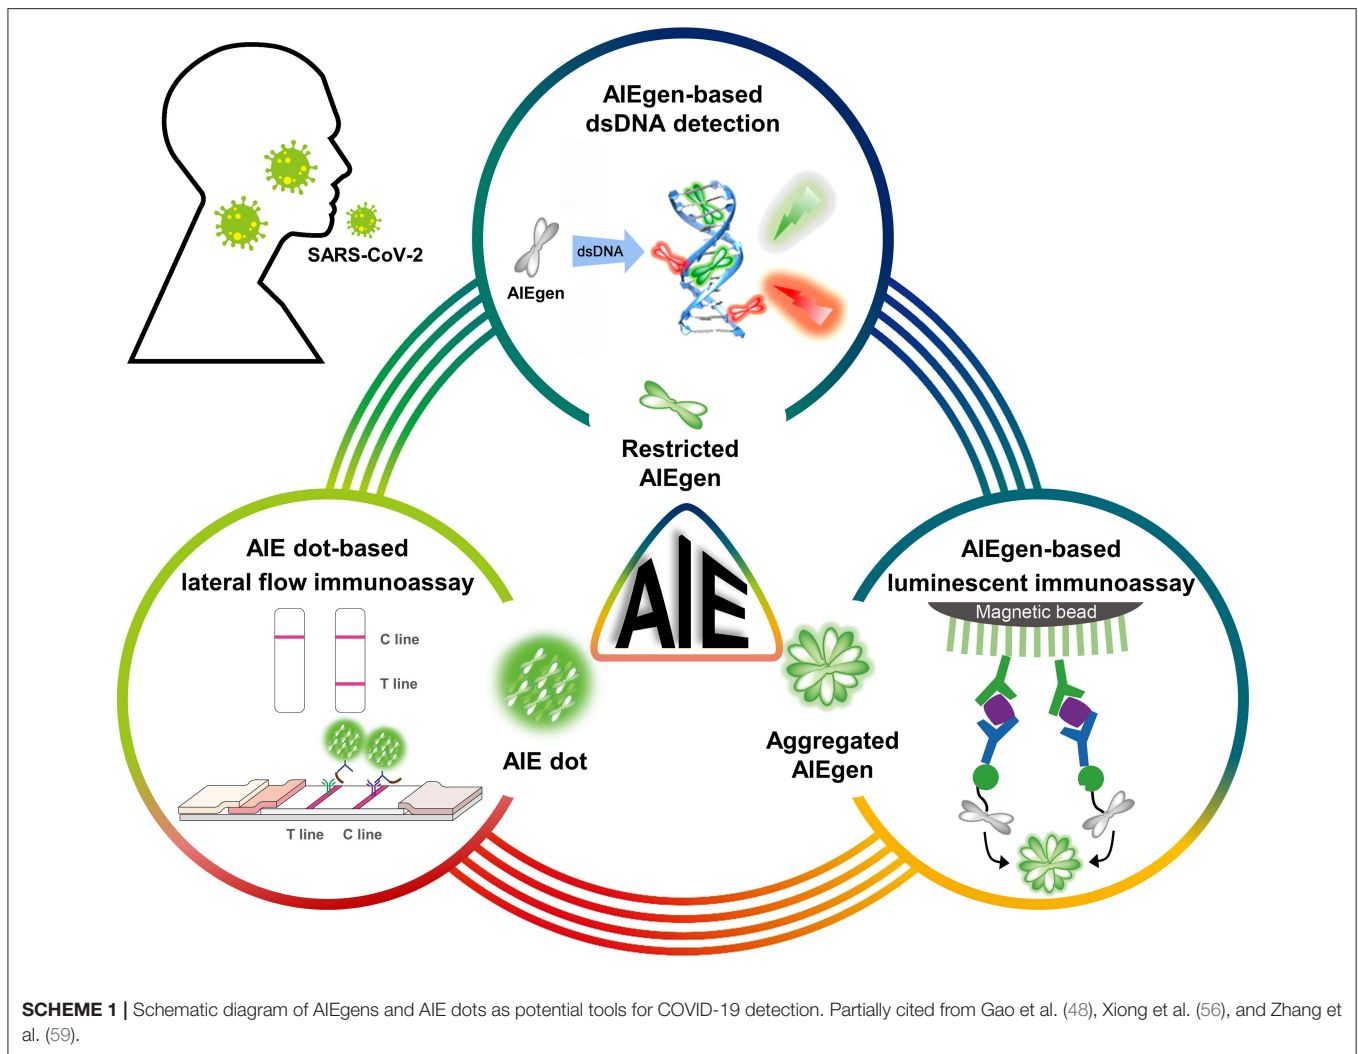 AIEgen-based
dsDNA detection
SARS-CoV-2
dsDNA
AIEgen
Restricted
AIEgen
AIE
AIE dot-based
lateral flow immunoassay
C line
T line
AIE dot
T line C line
AIEgen-based
luminescent immunoassay
Magnetic bead
Aggregated
AIEgen
SCHEME 1 | Schematic diagram of AIEgens and AIE dots as potential tools for COVID-19 detection. Partially cited from Gao et al. (48), Xiong et al. (56), and Zhang et
al. (59).